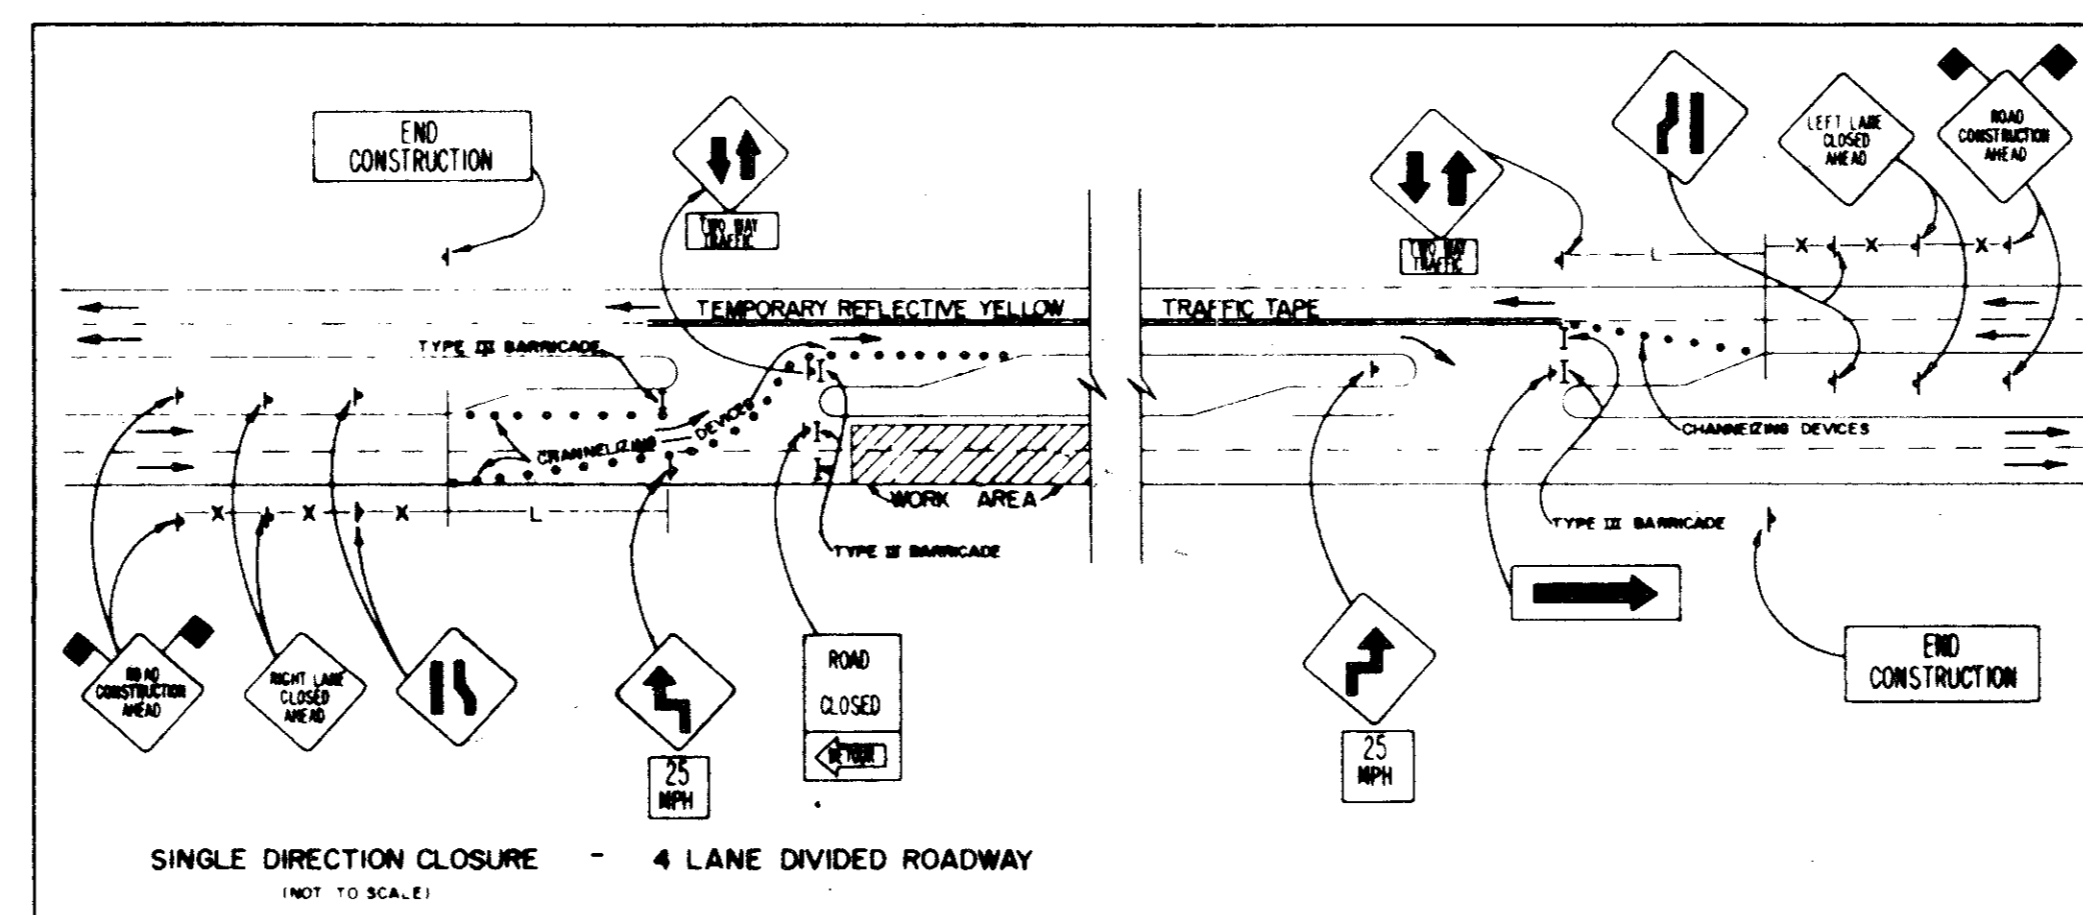 END
CONSTRUCTION
TWO WAY
TRAFFIC
TWO WAY
TRAFFIC
LEFT LANE
CLOSED
AHEAD
ROAD
CONSTRUCTION
AHEAD
X X X
L
TEMPORARY REFLECTIVE YELLOW TRAFFIC TAPE
TYPE III BARRICADE
CHANNELIZING DEVICES
CHANNEIZING DEVICES
WORK AREA
X X X L
TYPE III BARRICADE
TYPE III BARRICADE
ROAD
CONSTRUCTION
AHEAD
RIGHT LANE
CLOSED
AHEAD
25
MPH
ROAD
CLOSED
DETOUR
25
MPH
END
CONSTRUCTION
SINGLE DIRECTION CLOSURE - 4 LANE DIVIDED ROADWAY
(NOT TO SCALE)